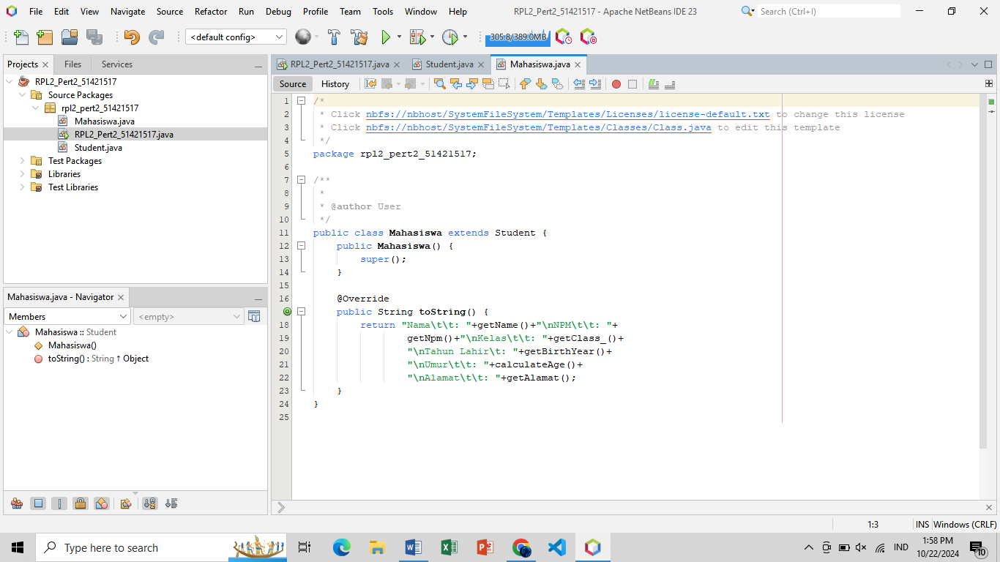 File Edit View Navigate Source Refactor Run Debug Profile Team Tools Window Help
RPL2_Pert2_51421517 - Apache NetBeans IDE 23
Search (Ctrl+I)
<default config>
305.8/389.0MB
Projects
Files
Services
RPL2_Pert2_51421517
Source Packages
rpl2_pert2_51421517
Mahasiswa.java
RPL2_Pert2_51421517.java
Student.java
Test Packages
Libraries
Test Libraries
Mahasiswa.java - Navigator
Members
<empty>
Mahasiswa :: Student
Mahasiswa()
toString() : String ↑ Object
RPL2_Pert2_51421517.java
Student.java
Mahasiswa.java
Source
History
1 /*
2 * Click nbfs://nbhost/SystemFileSystem/Templates/Licenses/license-default.txt to change this license
3 * Click nbfs://nbhost/SystemFileSystem/Templates/Classes/Class.java to edit this template
4 */
5 package rpl2_pert2_51421517;
6
7 /**
8 *
9 * @author User
10 */
11 public class Mahasiswa extends Student {
12 public Mahasiswa() {
13 super();
14 }
15
16 @Override
public String toString() {
18 return "Nama\t\t: "+getName()+"\nNPM\t\t: "+
19 getNpm()+"\nKelas\t\t: "+getClass_()+
20 "\nTahun Lahir\t: "+getBirthYear()+
21 "\nUmur\t\t: "+calculateAge()+
22 "\nAlamat\t\t: "+getAlamat();
23 }
24 }
25
1:3
INS
Windows (CRLF)
Type here to search
IND
1:58 PM
10/22/2024
10